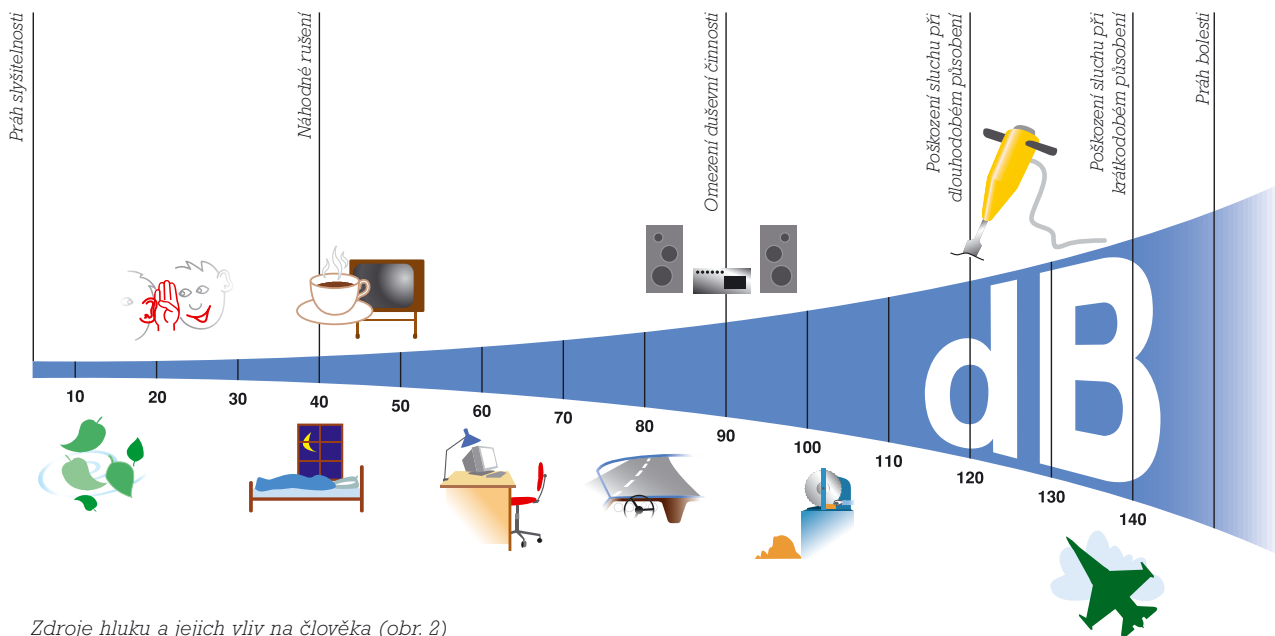 Práh slyšitelnosti
Náhodné rušení
Omezení duševní činnosti
Poškození sluchu při
dlouhodobém působení
Poškození sluchu při
krátkodobém působení
Práh bolesti
dB
10
20
30
40
50
60
70
80
90
100
110
120
130
140
Zdroje hluku a jejich vliv na člověka (obr. 2)